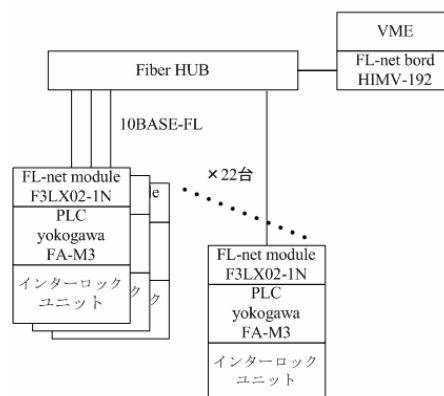 VME
Fiber HUB
FL-net bord
HIMV-192
10BASE-FL
×22台
FL-net module
F3LX02-1N
PLC
yokogawa
FA-M3
インターロック
ユニット
le
ク
FL-net module
F3LX02-1N
PLC
yokogawa
FA-M3
インターロック
ユニット